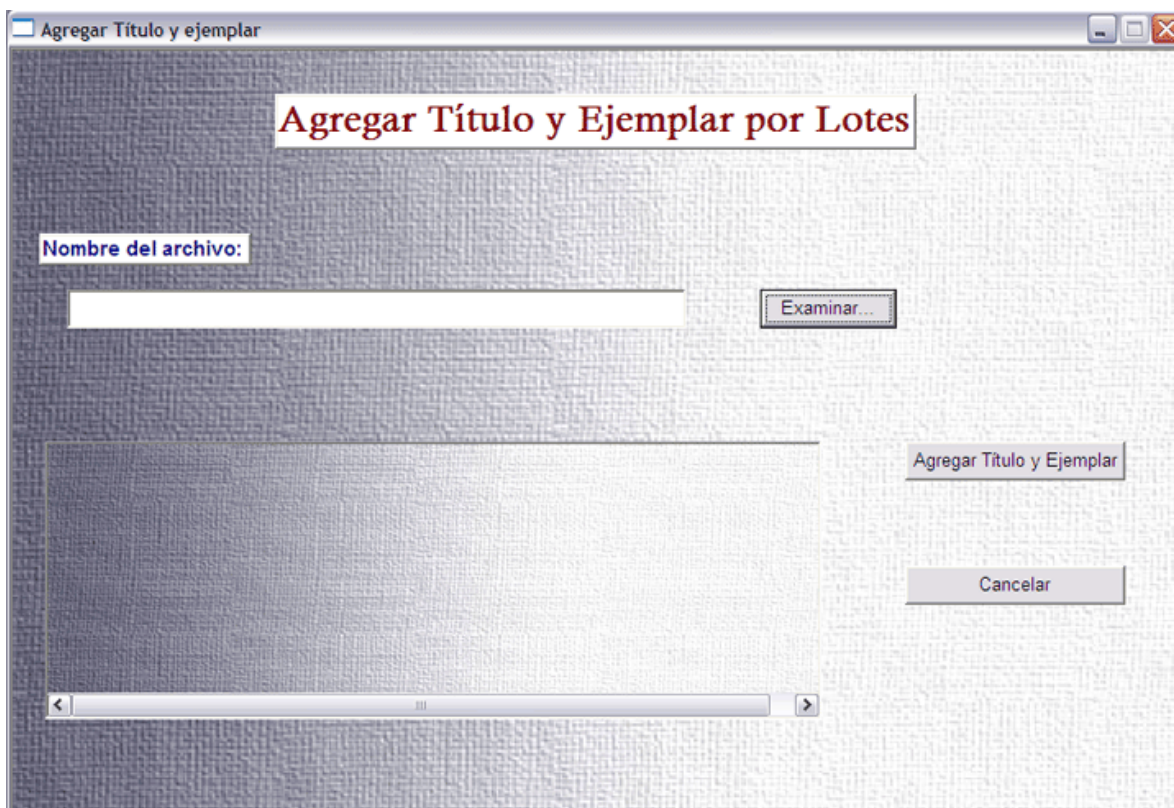 Agregar Título y ejemplar
Agregar Título y Ejemplar por Lotes
Nombre del archivo:
Examinar...
Agregar Título y Ejemplar
Cancelar